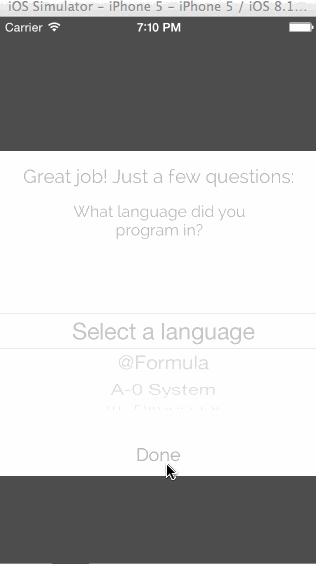 iOS Simulator - iPhone 5 - iPhone 5 / iOS 8.1...
Carrier 7:10 PM
Great job! Just a few questions:
What language did you
program in?
Select a language
@Formula
A-0 System
Done